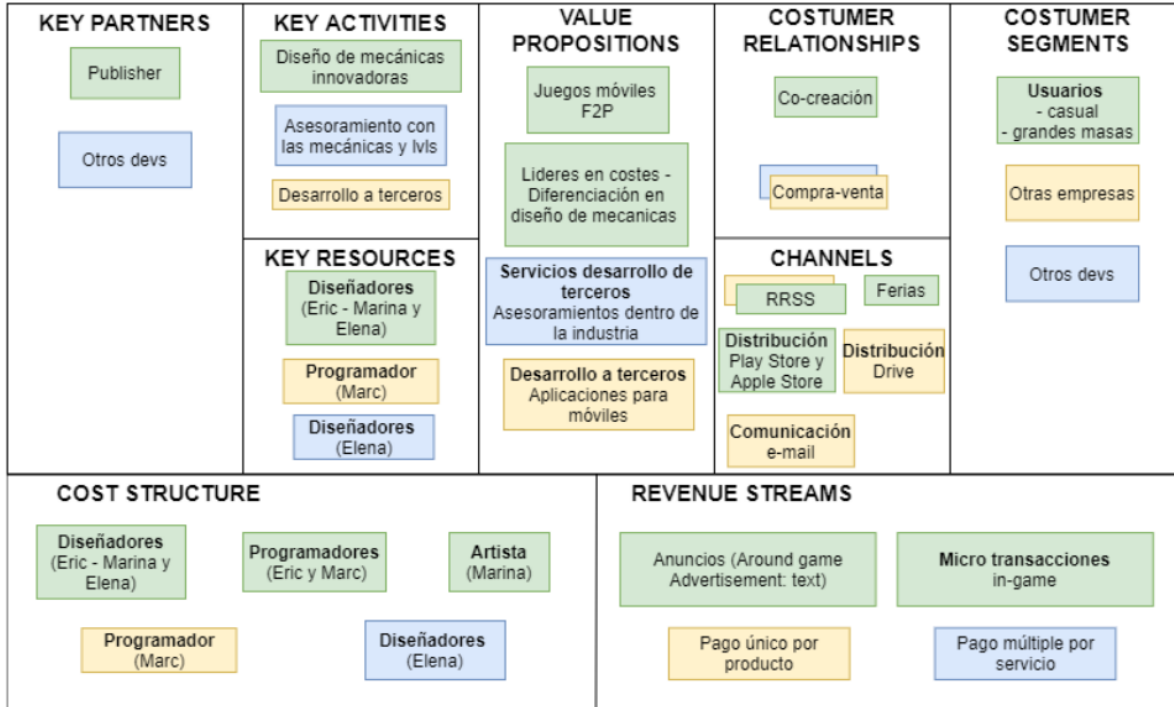 KEY PARTNERS
Publisher
Otros devs
KEY ACTIVITIES
Diseño de mecánicas
innovadoras
Asesoramiento con
las mecánicas y lvls
Desarrollo a terceros
KEY RESOURCES
Diseñadores
(Eric - Marina y
Elena)
Programador
(Marc)
Diseñadores
(Elena)
VALUE
PROPOSITIONS
Juegos móviles
F2P
Lideres en costes -
Diferenciación en
diseño de mecanicas
Servicios desarrollo de
terceros
Asesoramientos dentro de
la industria
Desarrollo a terceros
Aplicaciones para
móviles
COSTUMER
RELATIONSHIPS
Co-creación
Compra-venta
CHANNELS
RRSS
Ferias
Distribución
Play Store y
Apple Store
Distribución
Drive
Comunicación
e-mail
COSTUMER
SEGMENTS
Usuarios
- casual
- grandes masas
Otras empresas
Otros devs
COST STRUCTURE
Diseñadores
(Eric - Marina y
Elena)
Programadores
(Eric y Marc)
Artista
(Marina)
Programador
(Marc)
Diseñadores
(Elena)
REVENUE STREAMS
Anuncios (Around game
Advertisement: text)
Micro transacciones
in-game
Pago único por
producto
Pago múltiple por
servicio